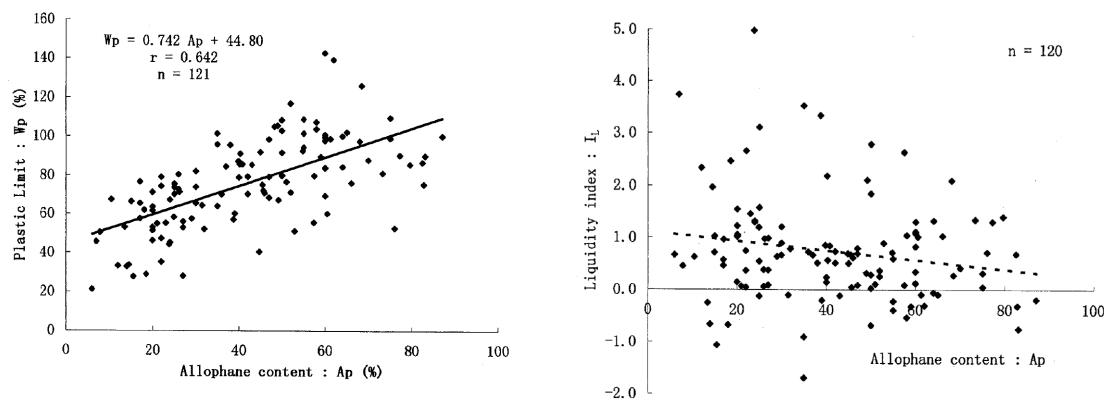 160
140
120
100
80
60
40
20
0
Plastic Limit : Wp (%)
Wp = 0.742 Ap + 44.80
r = 0.642
n = 121
0 20 40 60 80 100
Allophane content : Ap (%)
5.0
4.0
3.0
2.0
1.0
0.0
-1.0
-2.0
Liquidity index : IL
n = 120
0 20 40 60 80 100
Allophane content : Ap